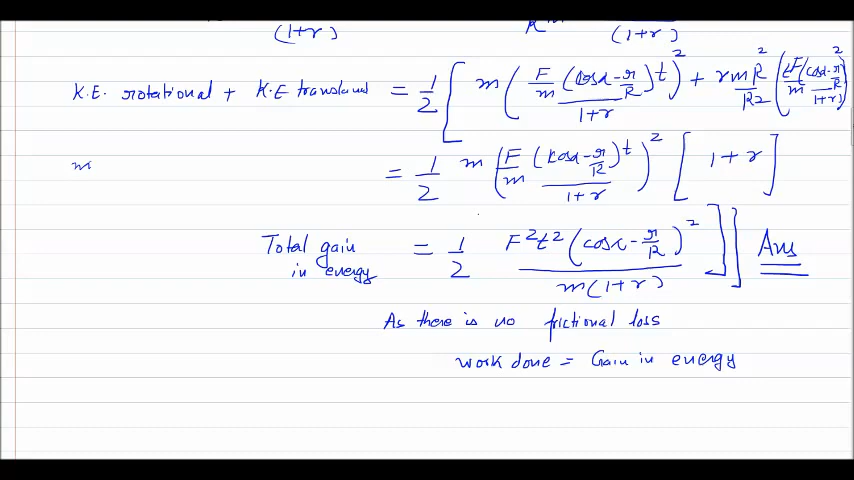 (1+r) K (1+r)
K.E. rotational + K.E translanal = 1/2 [ m ( F/m (cosα - r/R) t / 1+r )² + r m R²/R2 ( tF/m (cosα - r/R) / 1+r )²
m
= 1/2 m ( F/m (cosα - r/R) t / 1+r )² [ 1+r ]
Total gain in energy = 1/2 F²t² (cosα - r/R)² / m(1+r) ] ] Ans
As there is no frictional loss
work done = Gain in energy